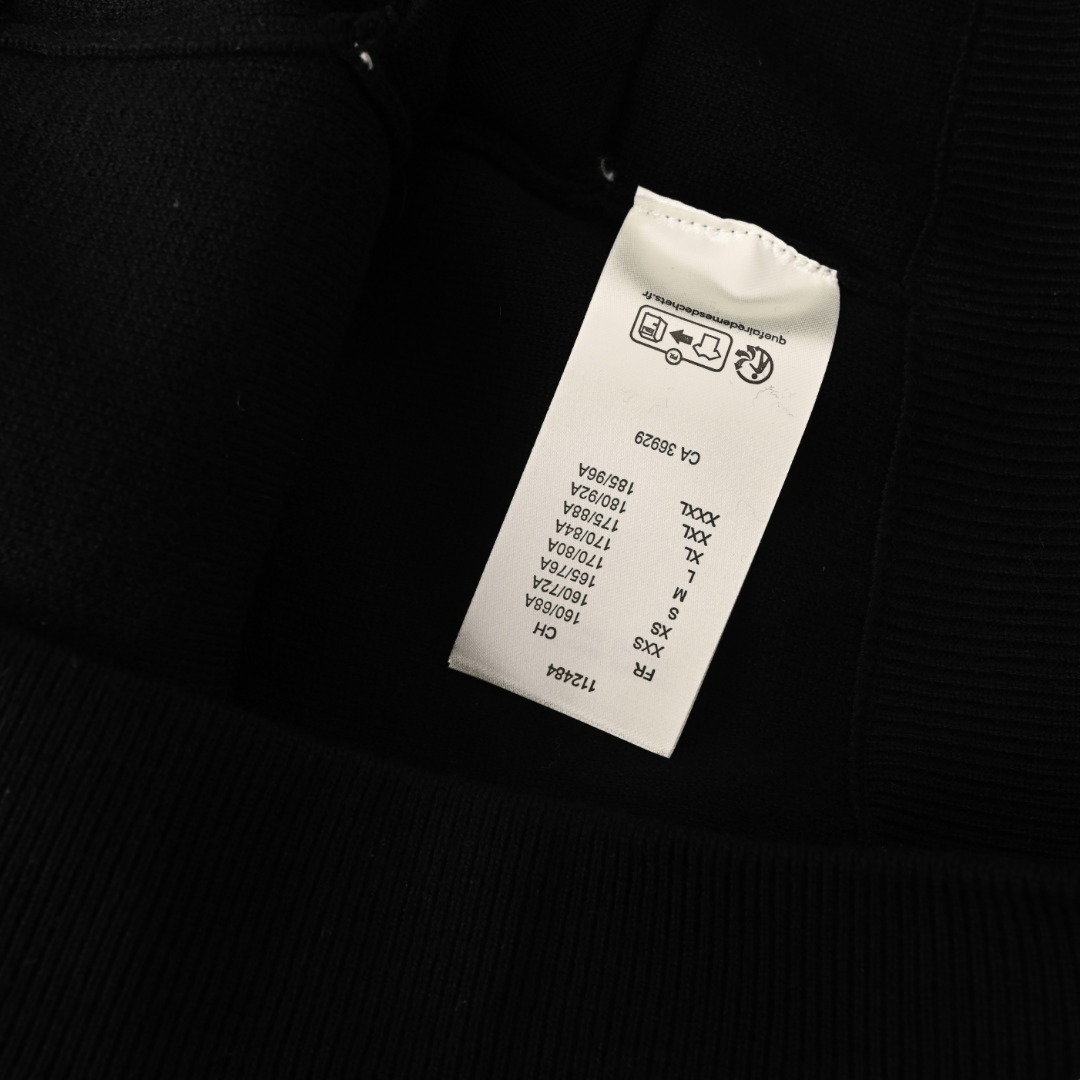 112484
FR CH
XXS 160/68A
XS 160/72A
S 165/76A
M 170/80A
L 170/84A
XL 175/88A
XXL 180/92A
XXXL 185/96A
CA 36929
FR
quefairedemesdechets.fr